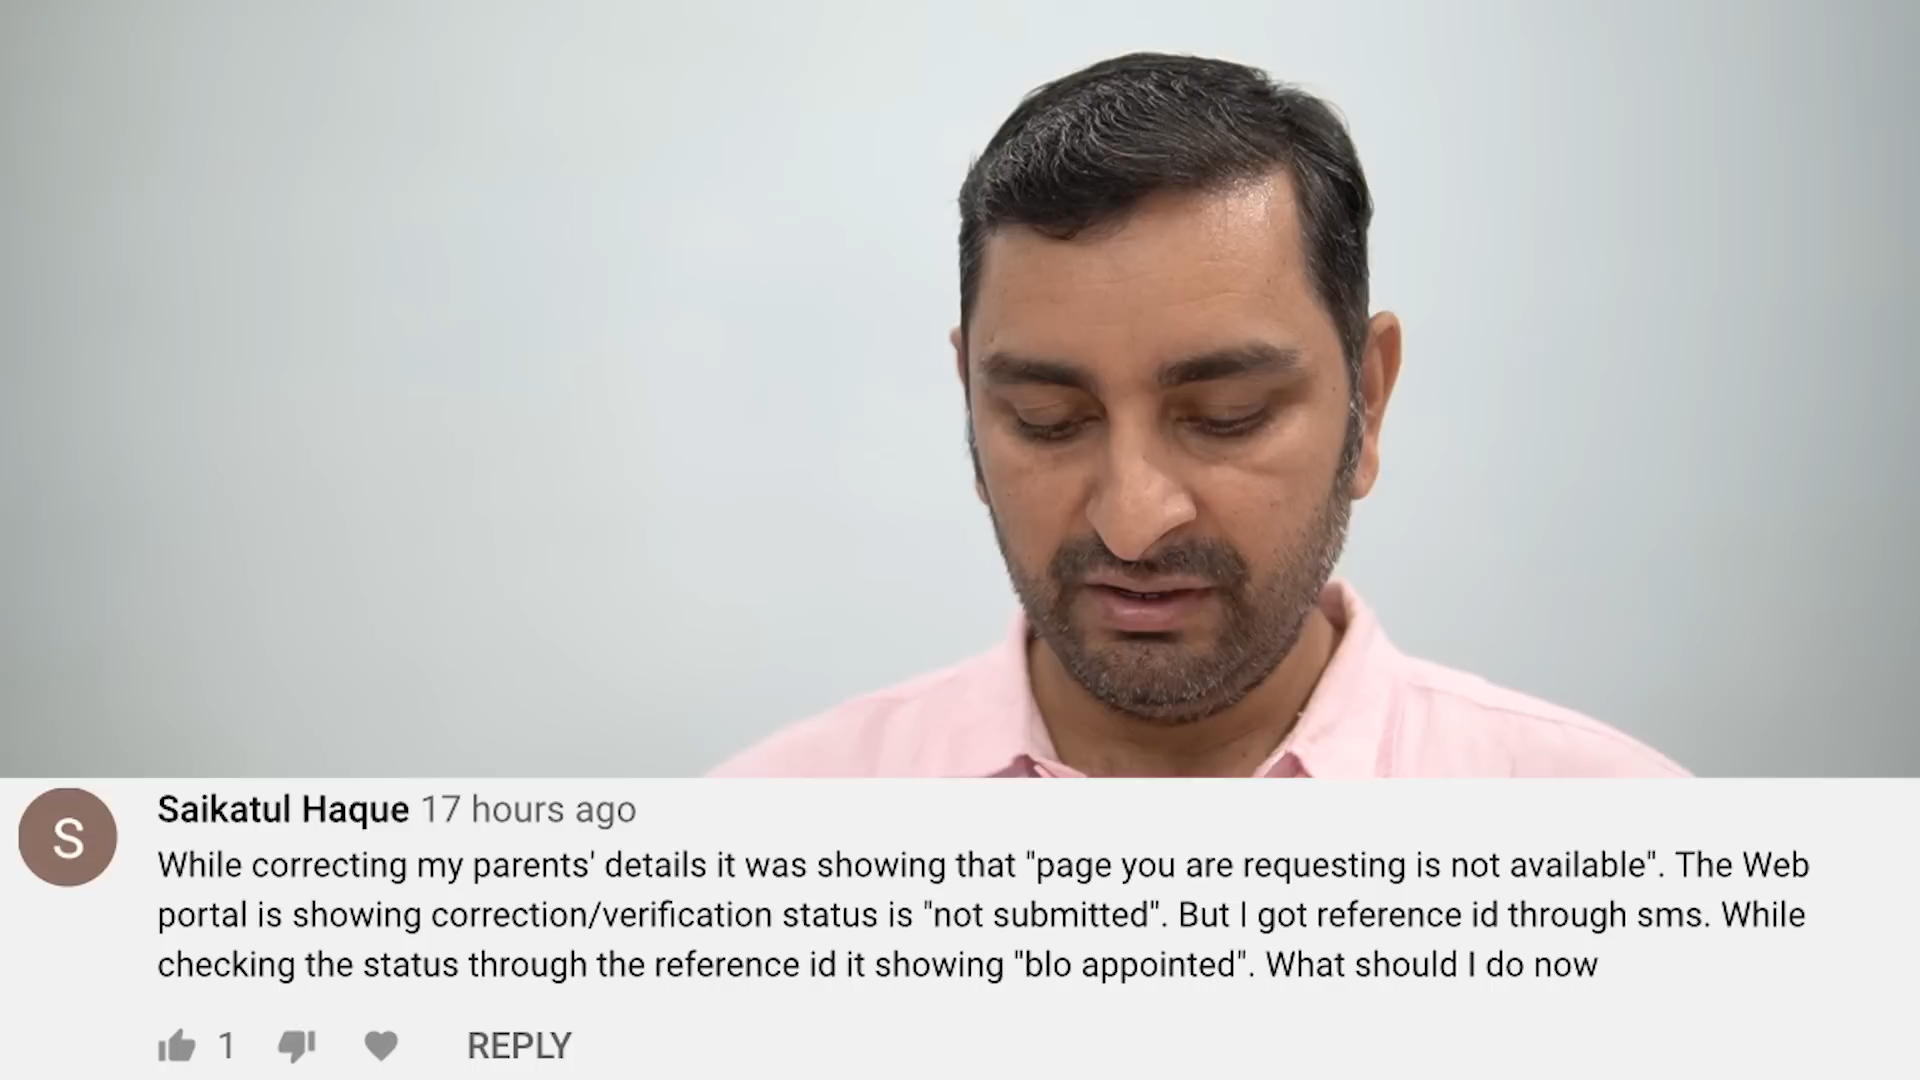 S
Saikatul Haque 17 hours ago
While correcting my parents' details it was showing that "page you are requesting is not available". The Web
portal is showing correction/verification status is "not submitted". But I got reference id through sms. While
checking the status through the reference id it showing "blo appointed". What should I do now
1 REPLY